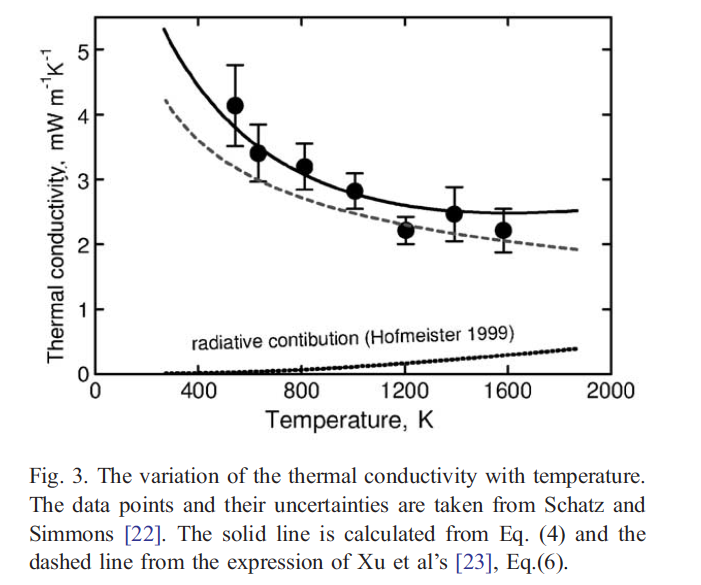 5
4
3
2
1
0
Thermal conductivity, mW m⁻¹K⁻¹
radiative contibution (Hofmeister 1999)
0
400
800
1200
1600
2000
Temperature, K
Fig. 3. The variation of the thermal conductivity with temperature.
The data points and their uncertainties are taken from Schatz and
Simmons [22]. The solid line is calculated from Eq. (4) and the
dashed line from the expression of Xu et al’s [23], Eq.(6).